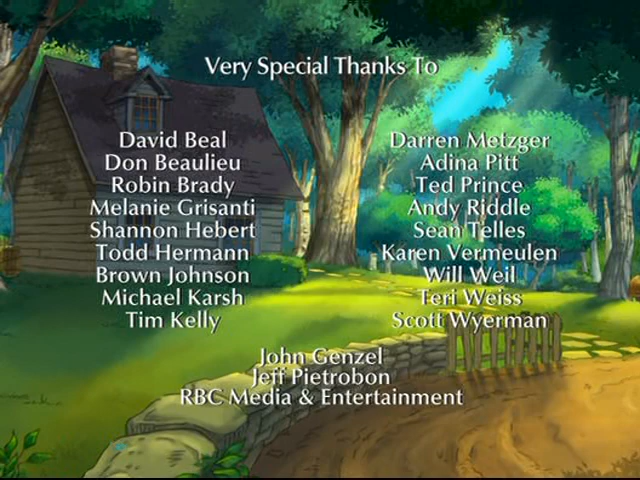 Very Special Thanks To
David Beal
Don Beaulieu
Robin Brady
Melanie Grisanti
Shannon Hebert
Todd Hermann
Brown Johnson
Michael Karsh
Tim Kelly
Darren Metzger
Adina Pitt
Ted Prince
Andy Riddle
Sean Telles
Karen Vermeulen
Will Weil
Teri Weiss
Scott Wyerman
John Genzel
Jeff Pietrobon
RBC Media & Entertainment